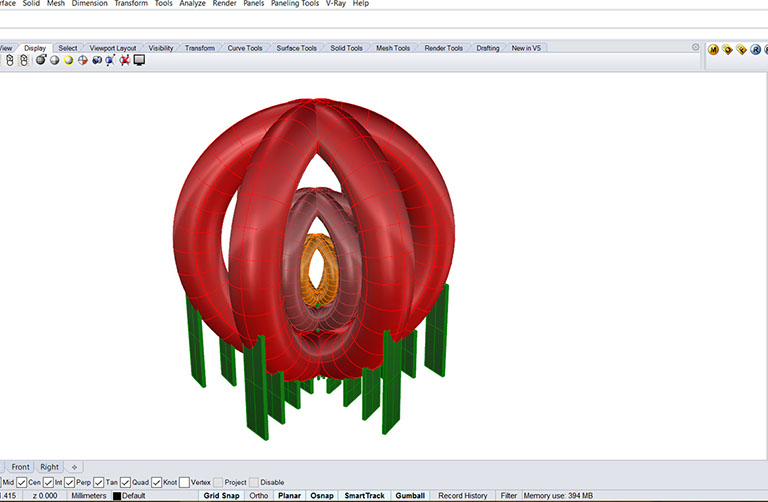 rface Solid Mesh Dimension Transform Tools Analyze Render Panels Paneling Tools V-Ray Help
View Display Select Viewport Layout Visibility Transform Curve Tools Surface Tools Solid Tools Mesh Tools Render Tools Drafting New in V5
M R
Front Right
Mid Cen Int Perp Tan Quad Knot Vertex Project Disable
1.415 z 0.000 Millimeters Default Grid Snap Ortho Planar Osnap SmartTrack Gumball Record History Filter Memory use: 394 MB